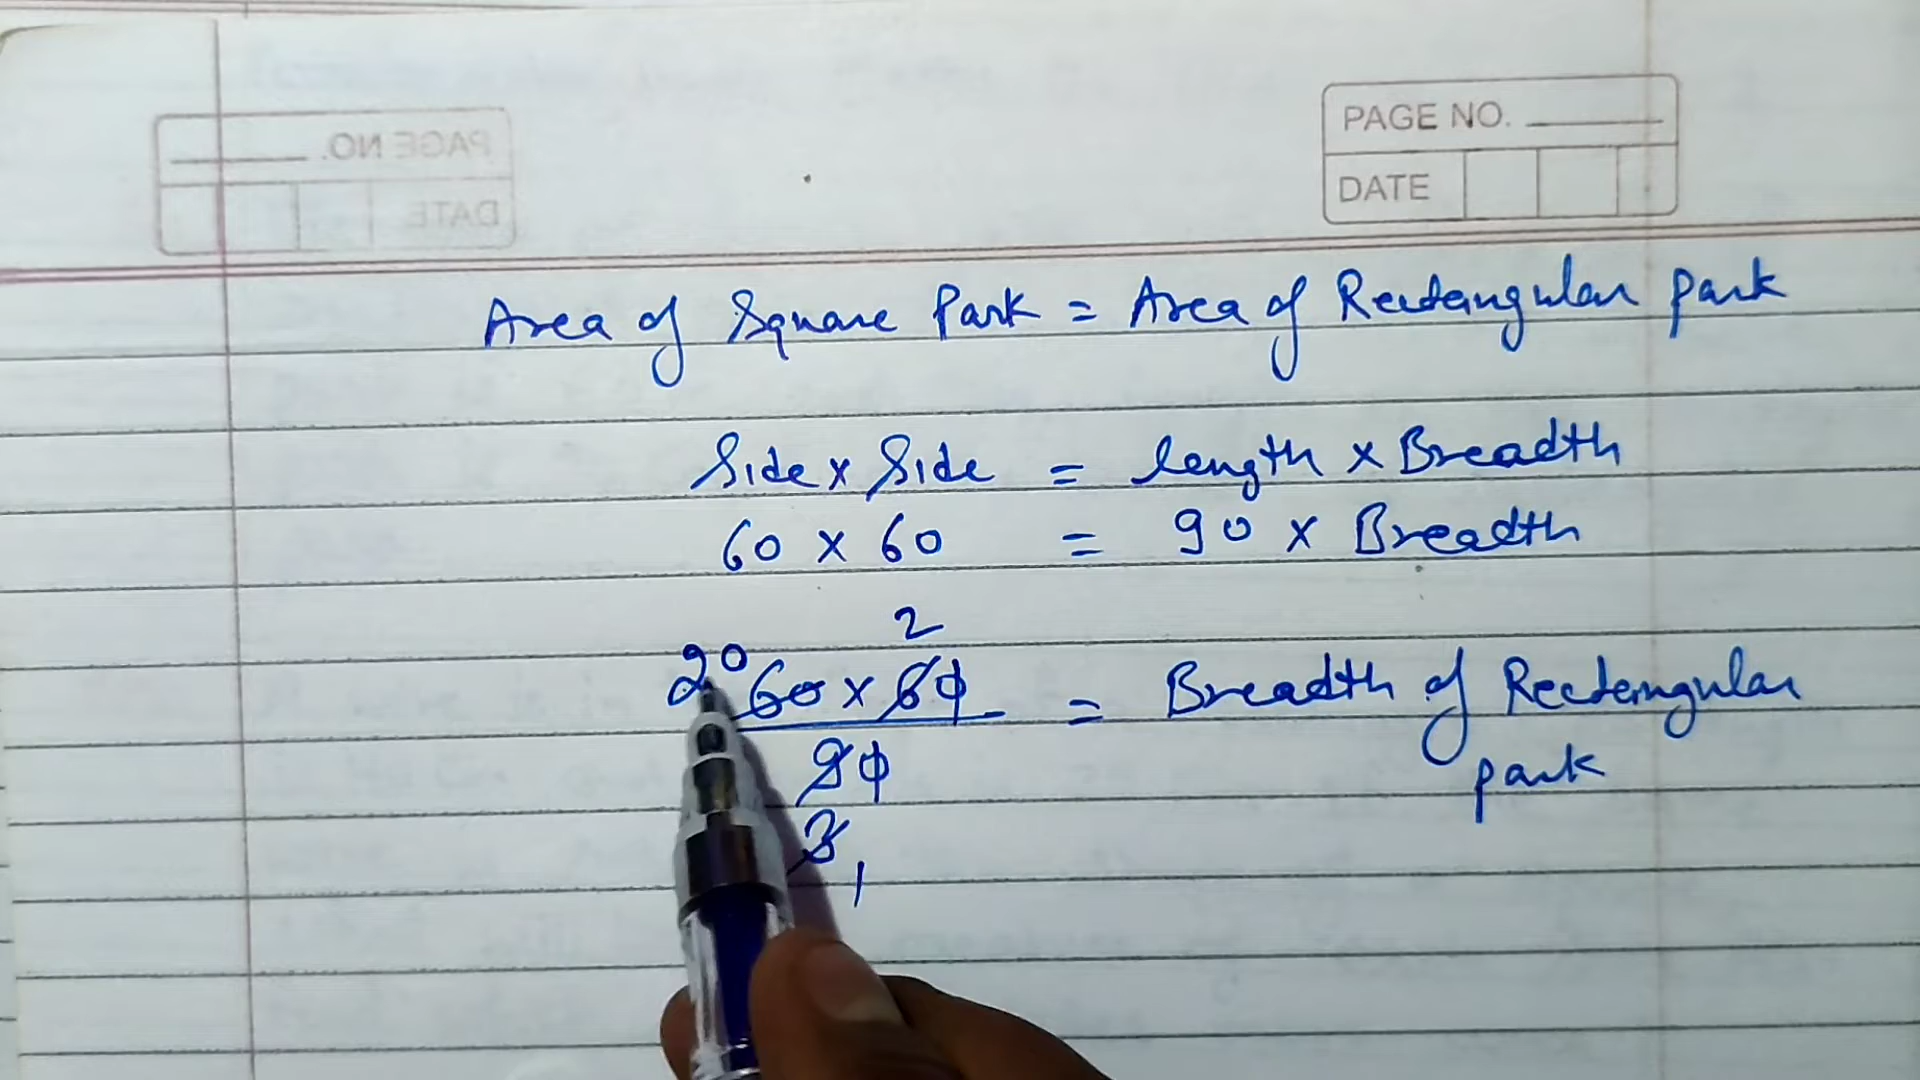 PAGE NO.
DATE
Area of Square Park = Area of Rectangular park
Side x Side = length x Breadth
60 x 60 = 90 x Breadth
2
20 60 x 60 = Breadth of Rectangular
90 park
3
1